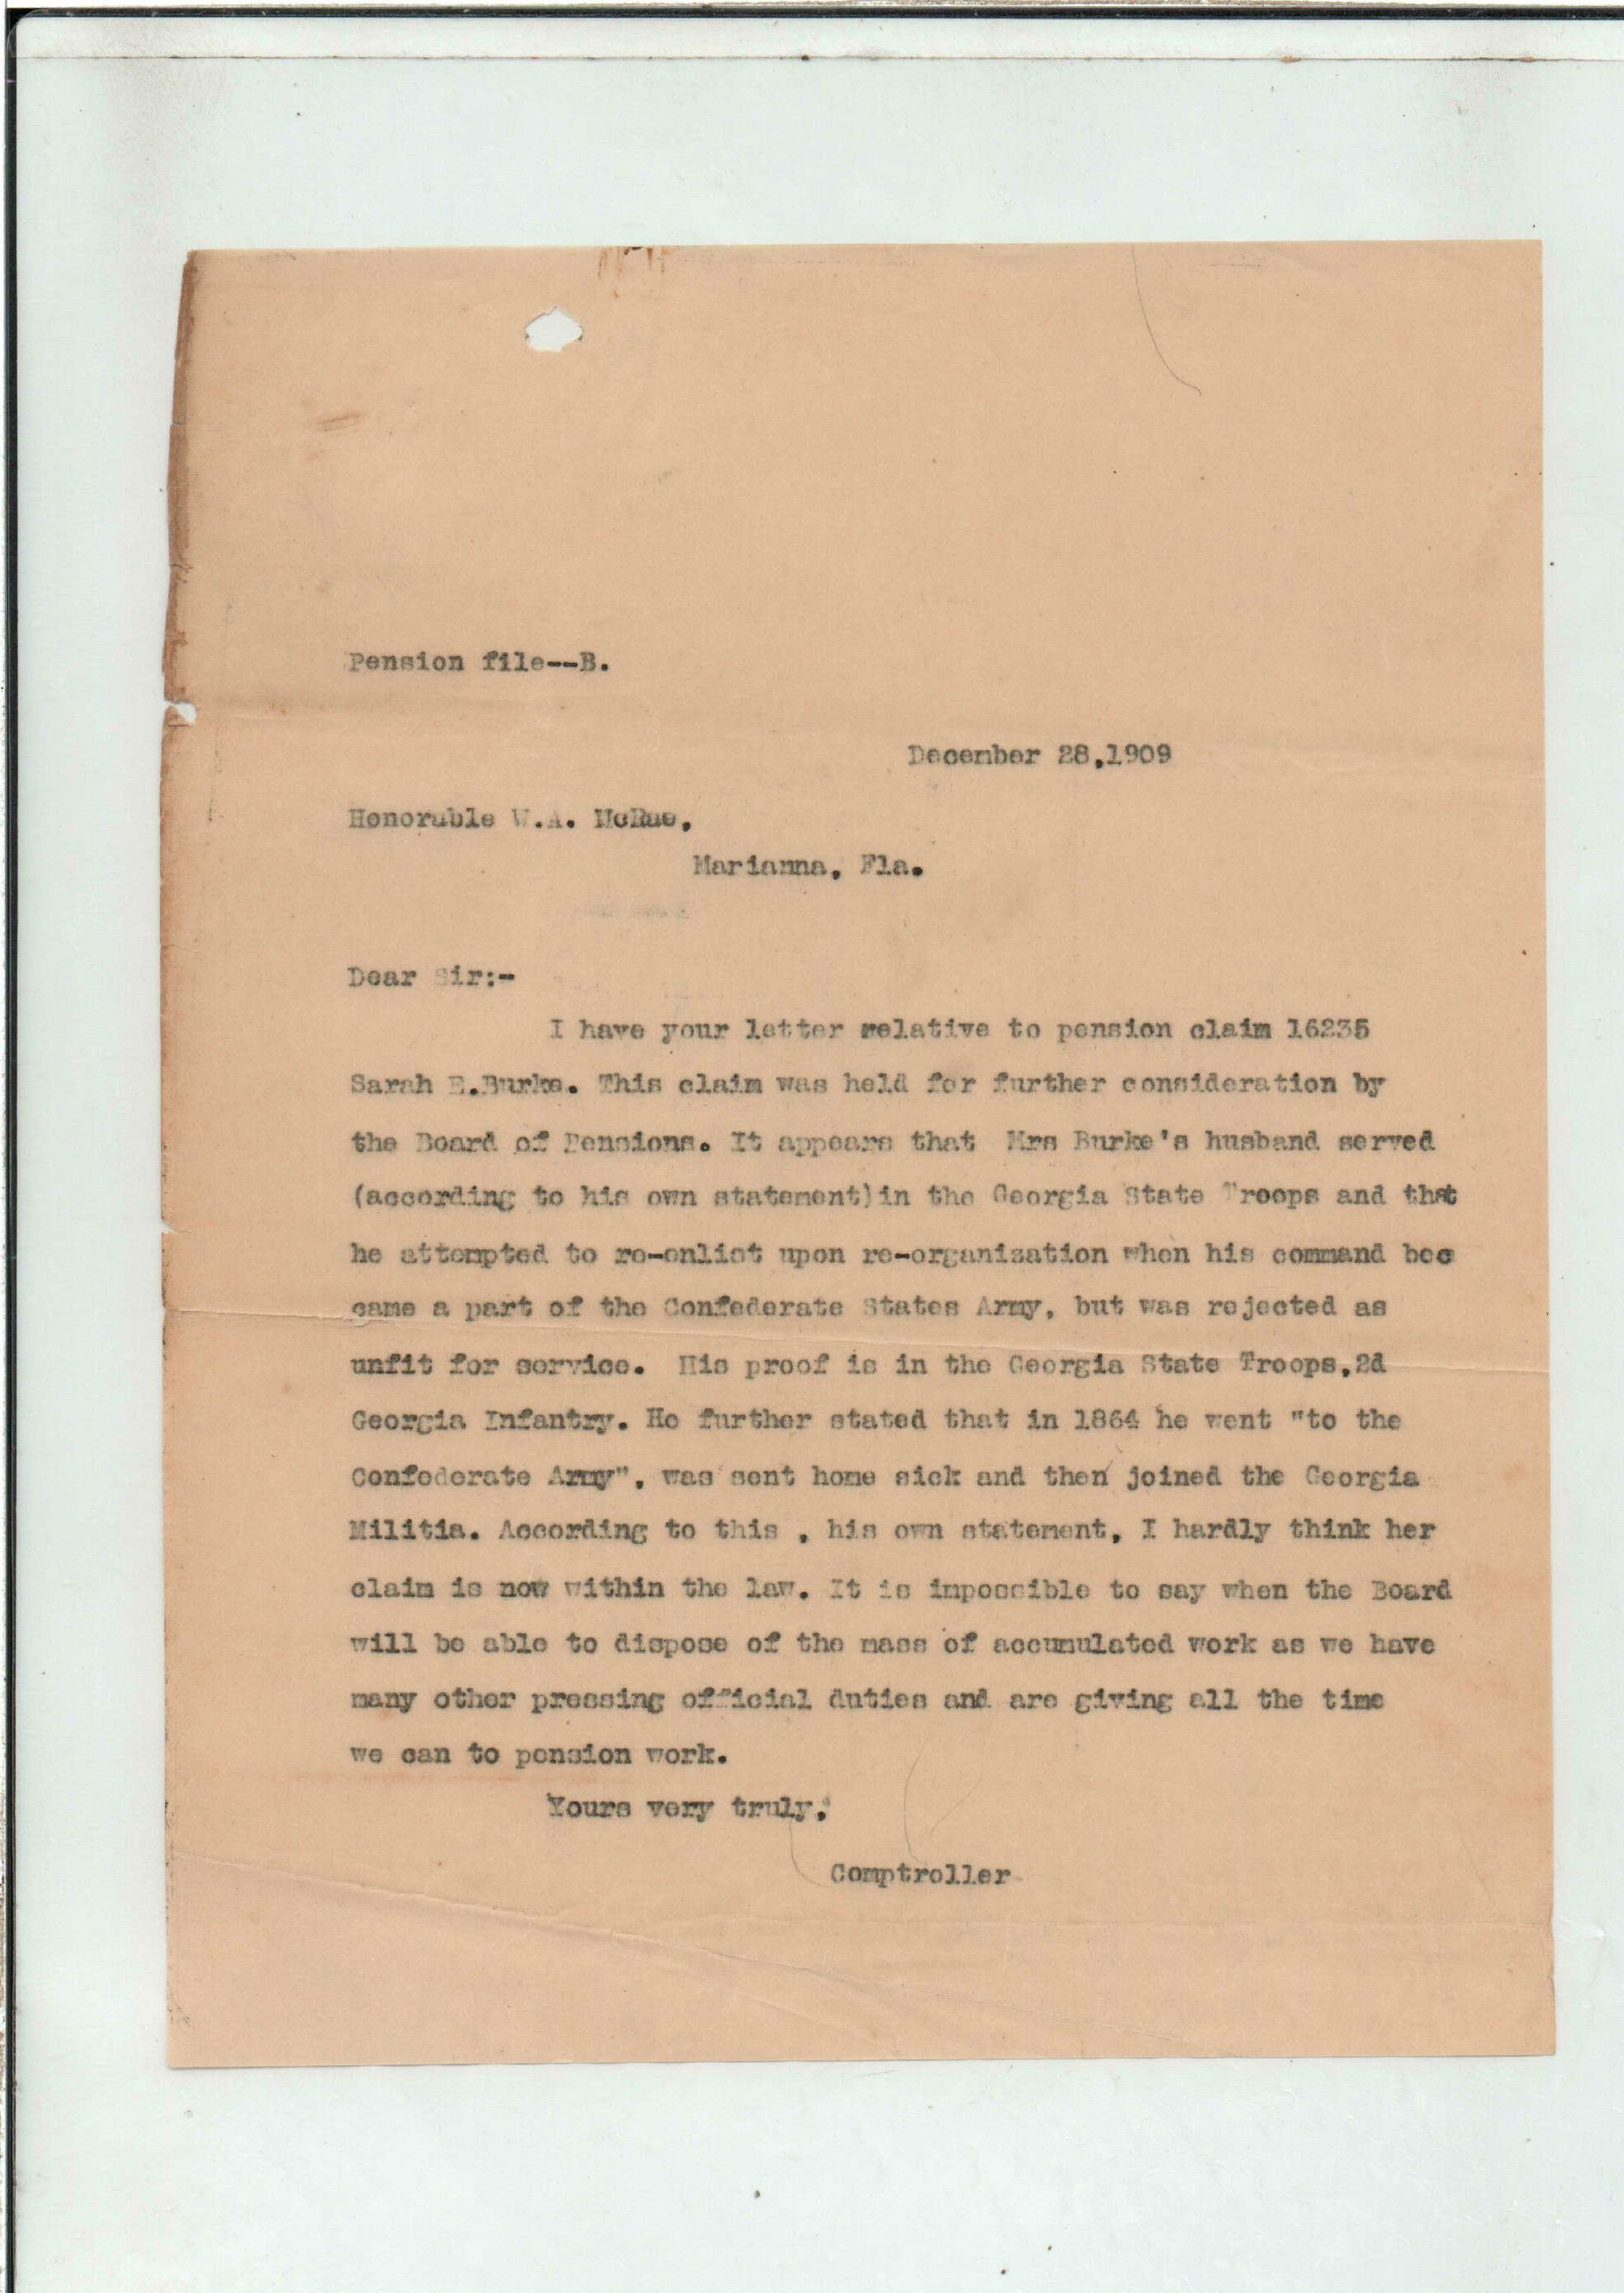 Pension file--B.
December 28,1909
Honorable W.A. McRae,
Marianna, Fla.
Dear Sir:-
I have your letter relative to pension claim 16235
Sarah E.Burke. This claim was held for further consideration by
the Board of Pensions. It appears that Mrs Burke's husband served
(according to his own statement)in the Georgia State Troops and that
he attempted to re-enlist upon re-organization when his command bec
came a part of the Confederate States Army, but was rejected as
unfit for service. His proof is in the Georgia State Troops,2d
Georgia Infantry. He further stated that in 1864 he went "to the
Confederate Army", was sent home sick and then joined the Georgia
Militia. According to this , his own statement, I hardly think her
claim is now within the law. It is impossible to say when the Board
will be able to dispose of the mass of accumulated work as we have
many other pressing official duties and are giving all the time
we can to pension work.
Yours very truly,
Comptroller